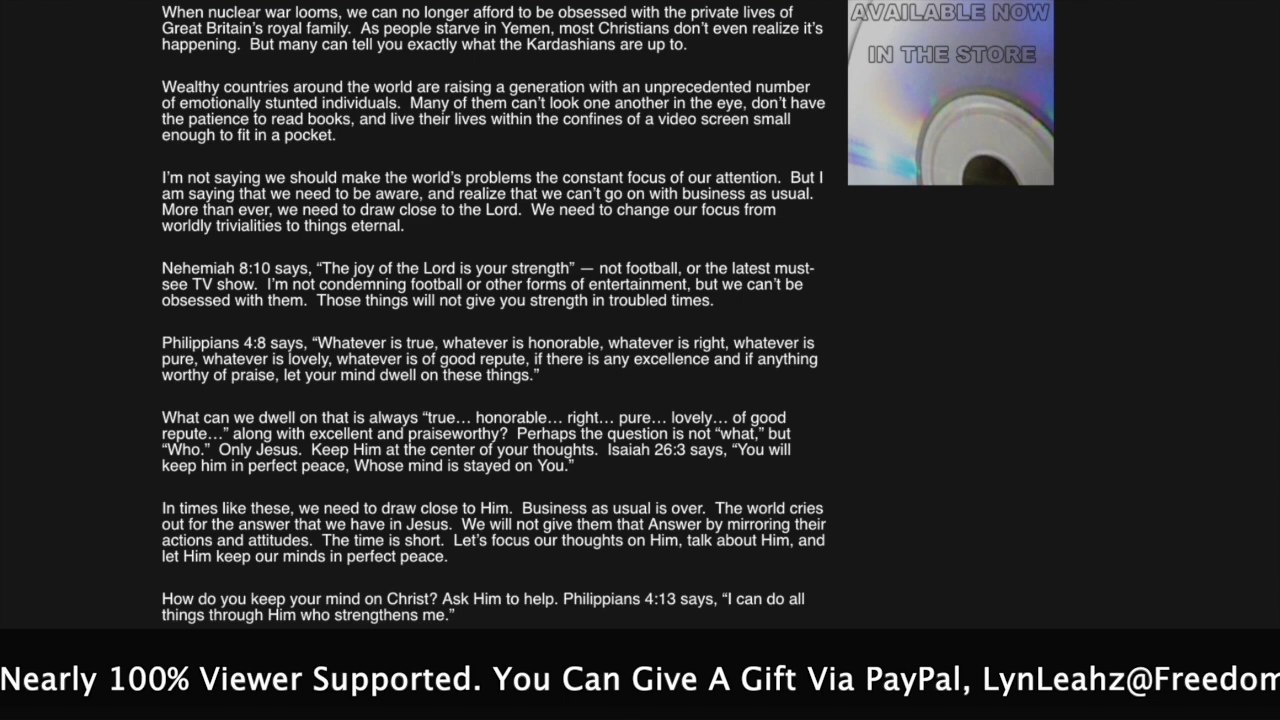 When nuclear war looms, we can no longer afford to be obsessed with the private lives of
Great Britain's royal family.  As people starve in Yemen, most Christians don't even realize it's
happening.  But many can tell you exactly what the Kardashians are up to.
Wealthy countries around the world are raising a generation with an unprecedented number
of emotionally stunted individuals.  Many of them can't look one another in the eye, don't have
the patience to read books, and live their lives within the confines of a video screen small
enough to fit in a pocket.
I'm not saying we should make the world's problems the constant focus of our attention.  But I
am saying that we need to be aware, and realize that we can't go on with business as usual.
More than ever, we need to draw close to the Lord.  We need to change our focus from
worldly trivialities to things eternal.
Nehemiah 8:10 says, “The joy of the Lord is your strength” — not football, or the latest must-
see TV show.  I'm not condemning football or other forms of entertainment, but we can't be
obsessed with them.  Those things will not give you strength in troubled times.
Philippians 4:8 says, “Whatever is true, whatever is honorable, whatever is right, whatever is
pure, whatever is lovely, whatever is of good repute, if there is any excellence and if anything
worthy of praise, let your mind dwell on these things.”
What can we dwell on that is always “true… honorable… right… pure… lovely… of good
repute…” along with excellent and praiseworthy?  Perhaps the question is not “what,” but
“Who.”  Only Jesus.  Keep Him at the center of your thoughts.  Isaiah 26:3 says, “You will
keep him in perfect peace, Whose mind is stayed on You.”
In times like these, we need to draw close to Him.  Business as usual is over.  The world cries
out for the answer that we have in Jesus.  We will not give them that Answer by mirroring their
actions and attitudes.  The time is short.  Let's focus our thoughts on Him, talk about Him, and
let Him keep our minds in perfect peace.
How do you keep your mind on Christ? Ask Him to help. Philippians 4:13 says, “I can do all
things through Him who strengthens me.”
AVAILABLE NOW
IN THE STORE
Nearly 100% Viewer Supported. You Can Give A Gift Via PayPal, LynLeahz@Freedom